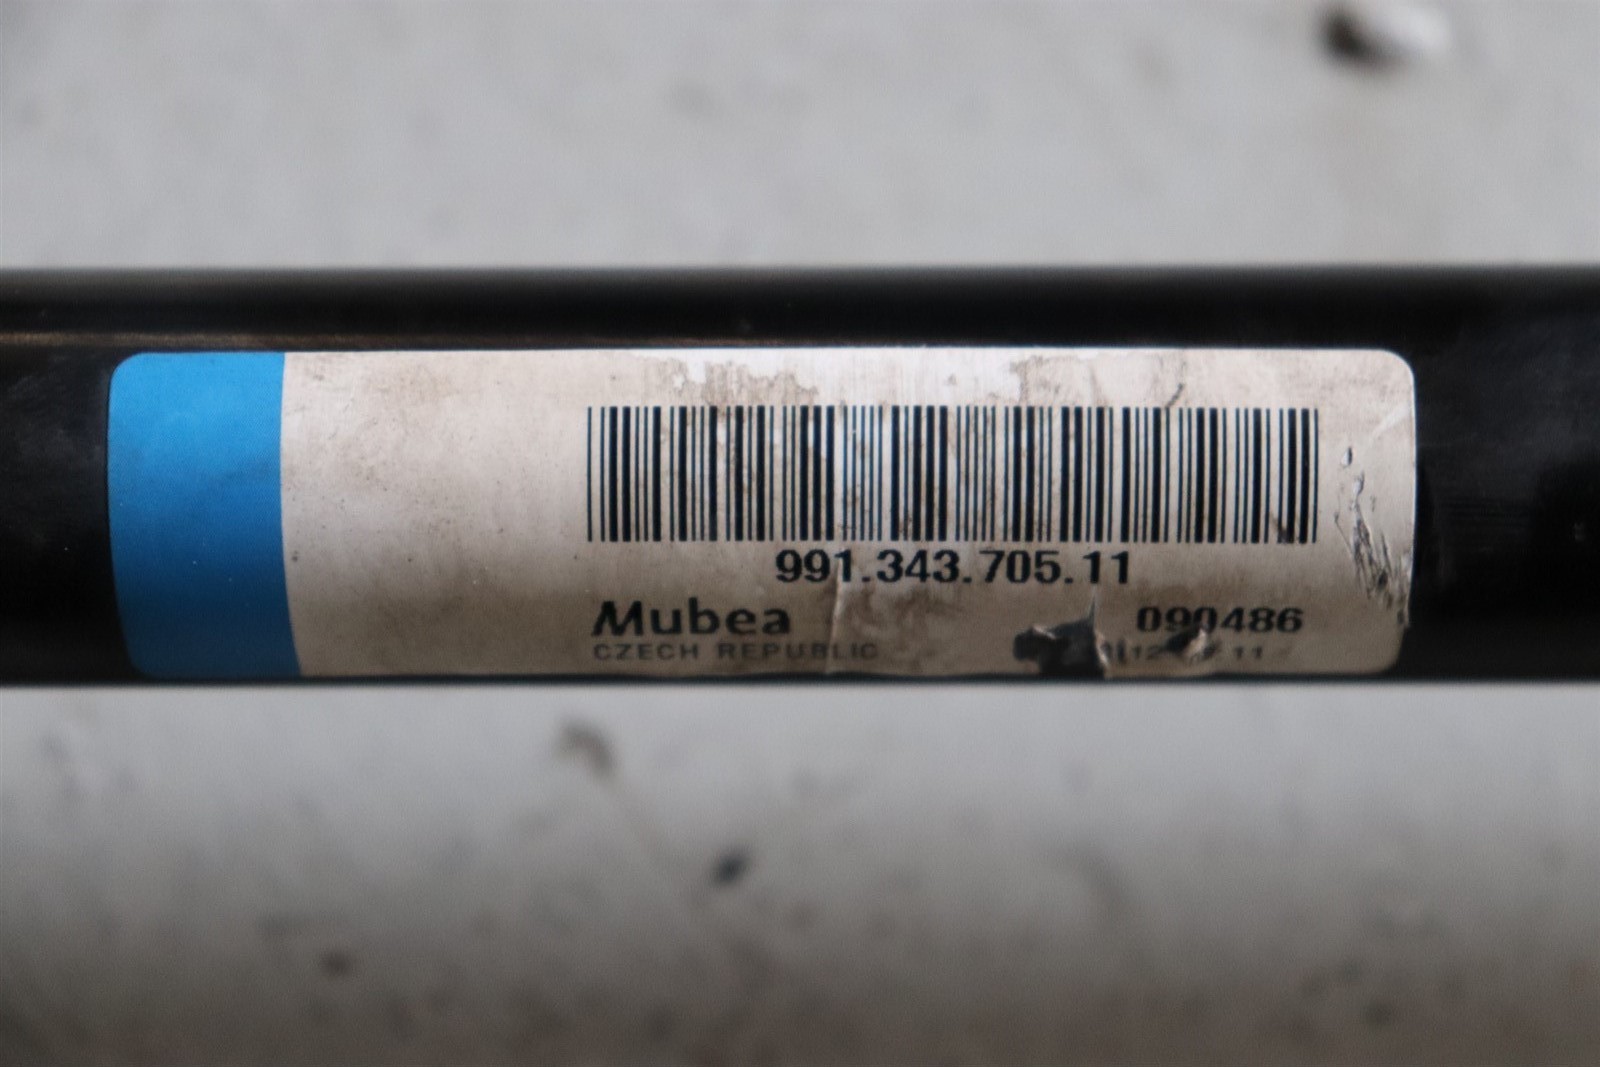 991.343.705.11
Mubea
090486
CZECH REPUBLIC